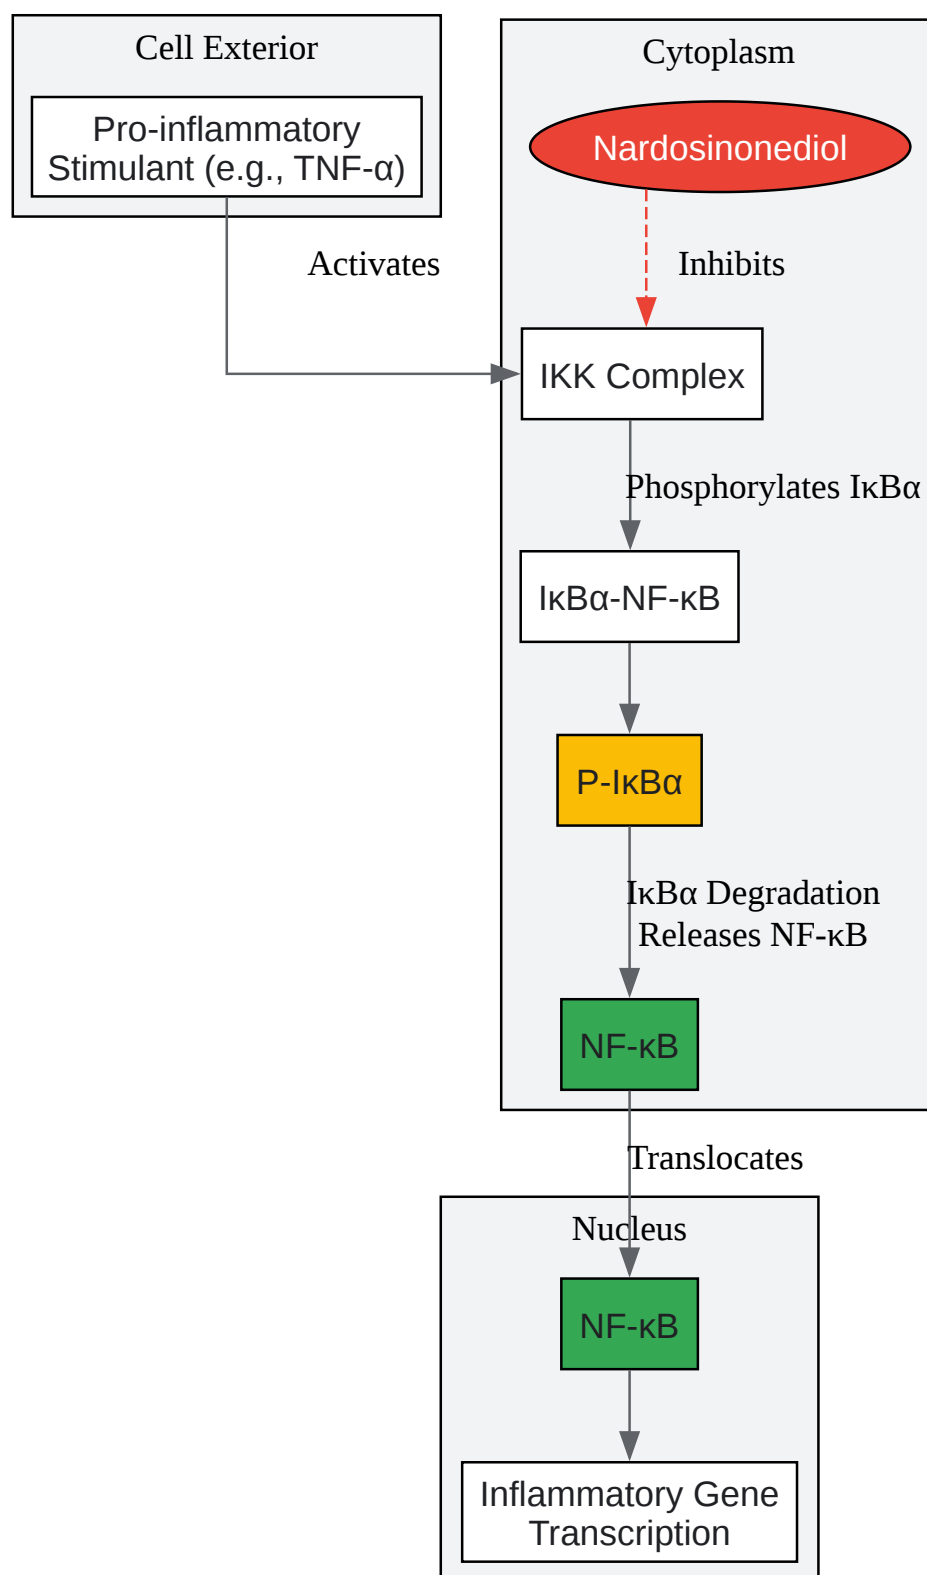 Cell Exterior
Pro-inflammatory
Stimulant (e.g., TNF-α)
Activates
Cytoplasm
Nardosinonediol
Inhibits
IKK Complex
Phosphorylates IκBα
IκBα-NF-κB
P-IκBα
IκBα Degradation
Releases NF-κB
NF-κB
Translocates
Nucleus
NF-κB
Inflammatory Gene
Transcription